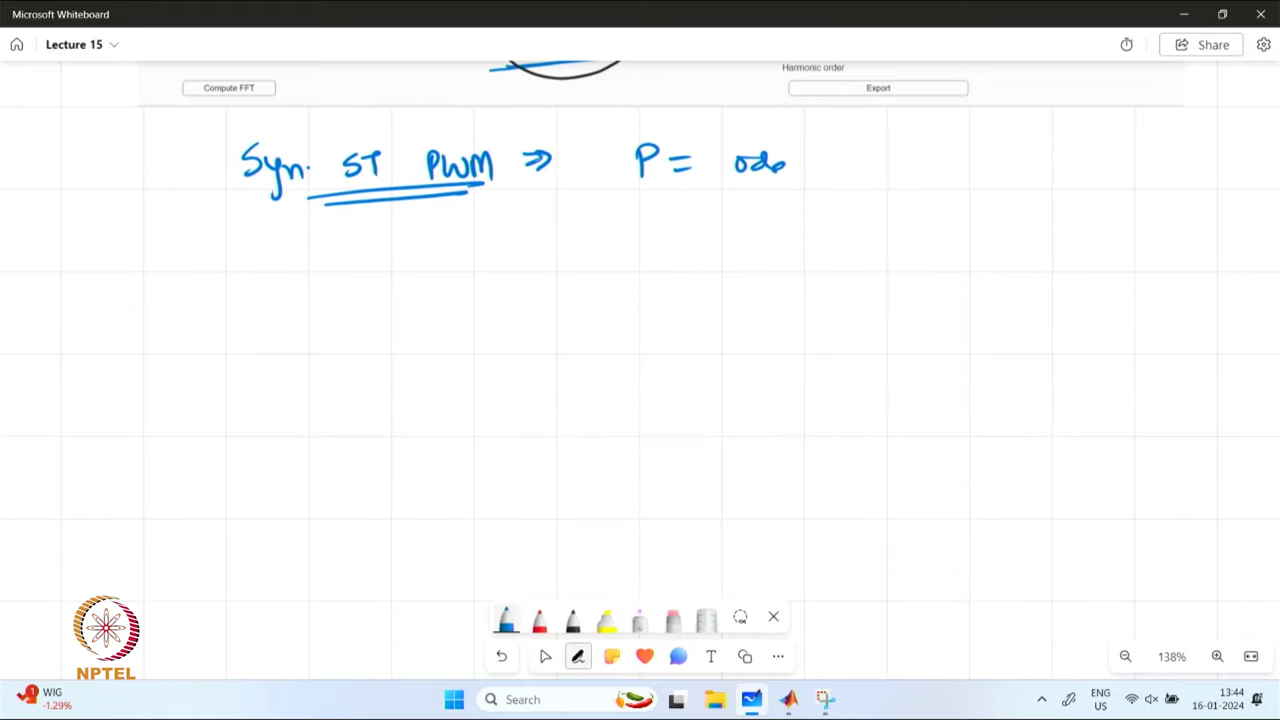 Microsoft Whiteboard
Lecture 15
Share
Harmonic order
Compute FFT
Export
Syn. ST PWM ⇒ P = odd
NPTEL
138%
WIG
-1.29%
Search
ENG
US
13:44
16-01-2024